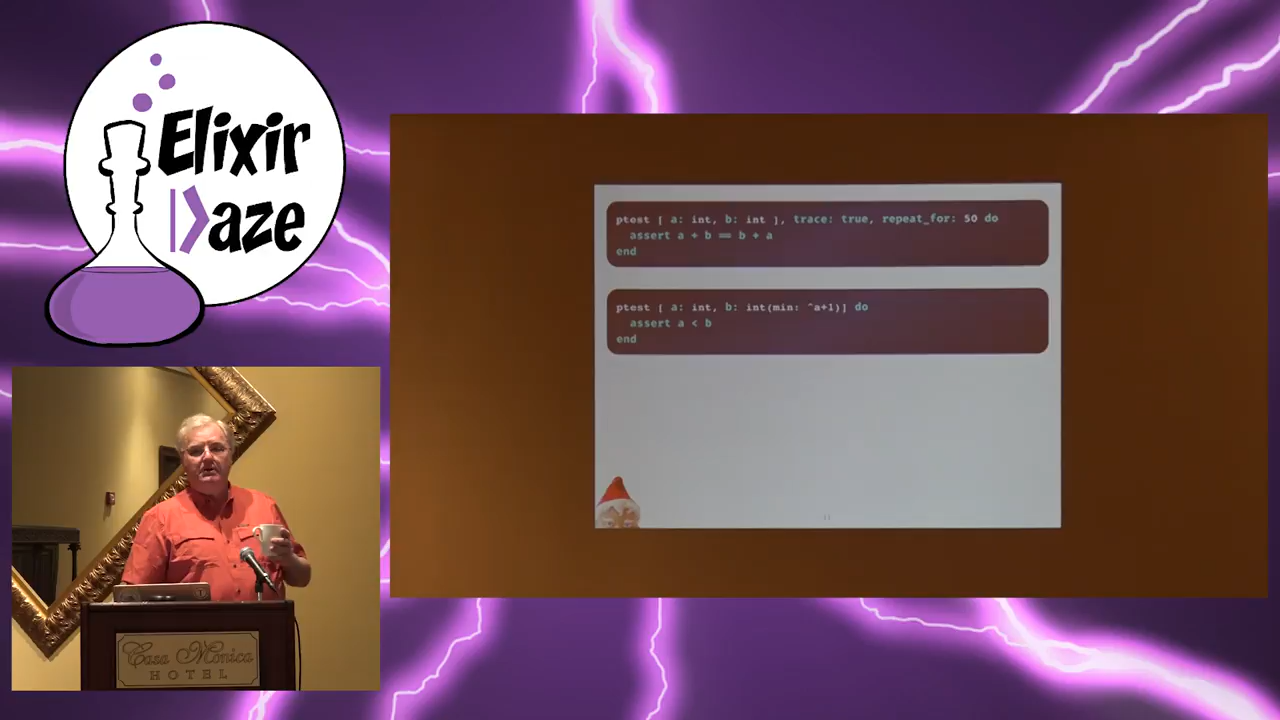 Elixir
Daze
ptest [ a: int, b: int ], trace: true, repeat_for: 50 do
assert a + b == b + a
end
ptest [ a: int, b: int(min: ^a+1)] do
assert a < b
end
Casa Monica
HOTEL